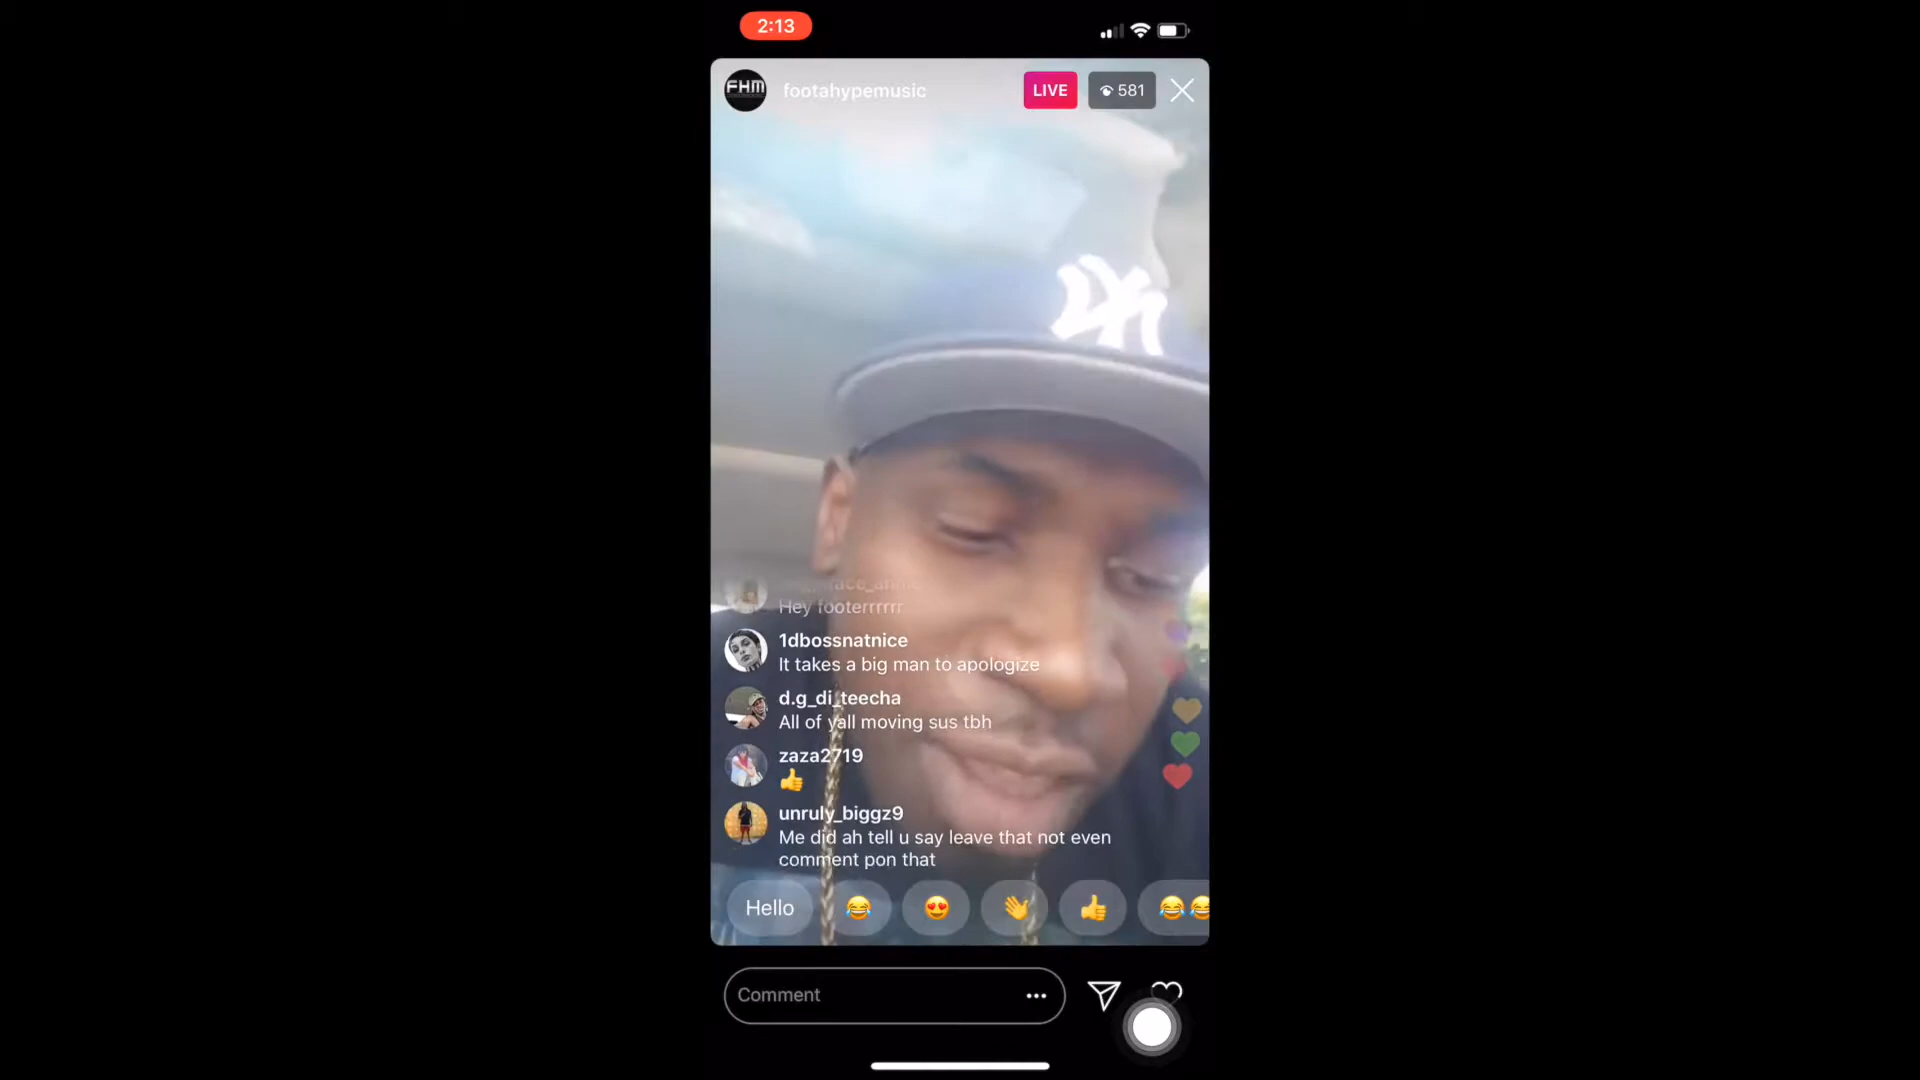 2:13
FHM
footahypemusic
LIVE
581
NY
Hey footerrrrrr
1dbossnatnice
It takes a big man to apologize
d.g_di_teecha
All of yall moving sus tbh
zaza2719
👍
unruly_biggz9
Me did ah tell u say leave that not even
comment pon that
Hello 😂 😍 👋 👍 😂😂
Comment